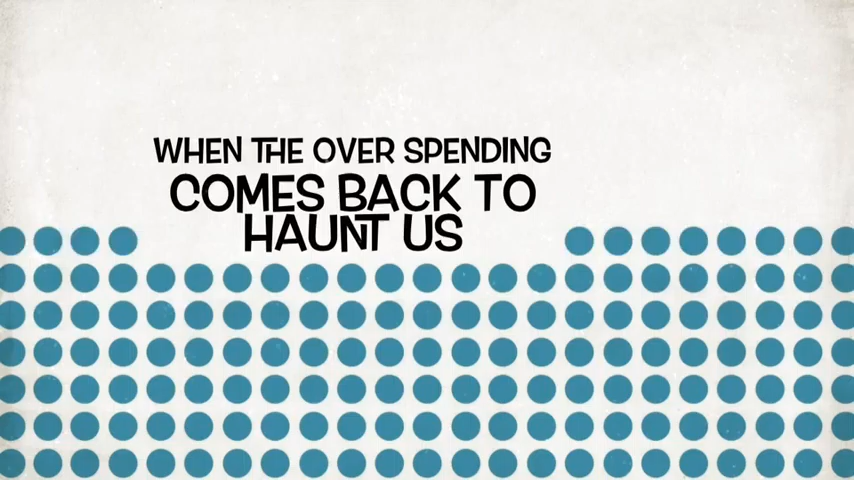 WHEN THE OVER SPENDING
COMES BACK TO
HAUNT US